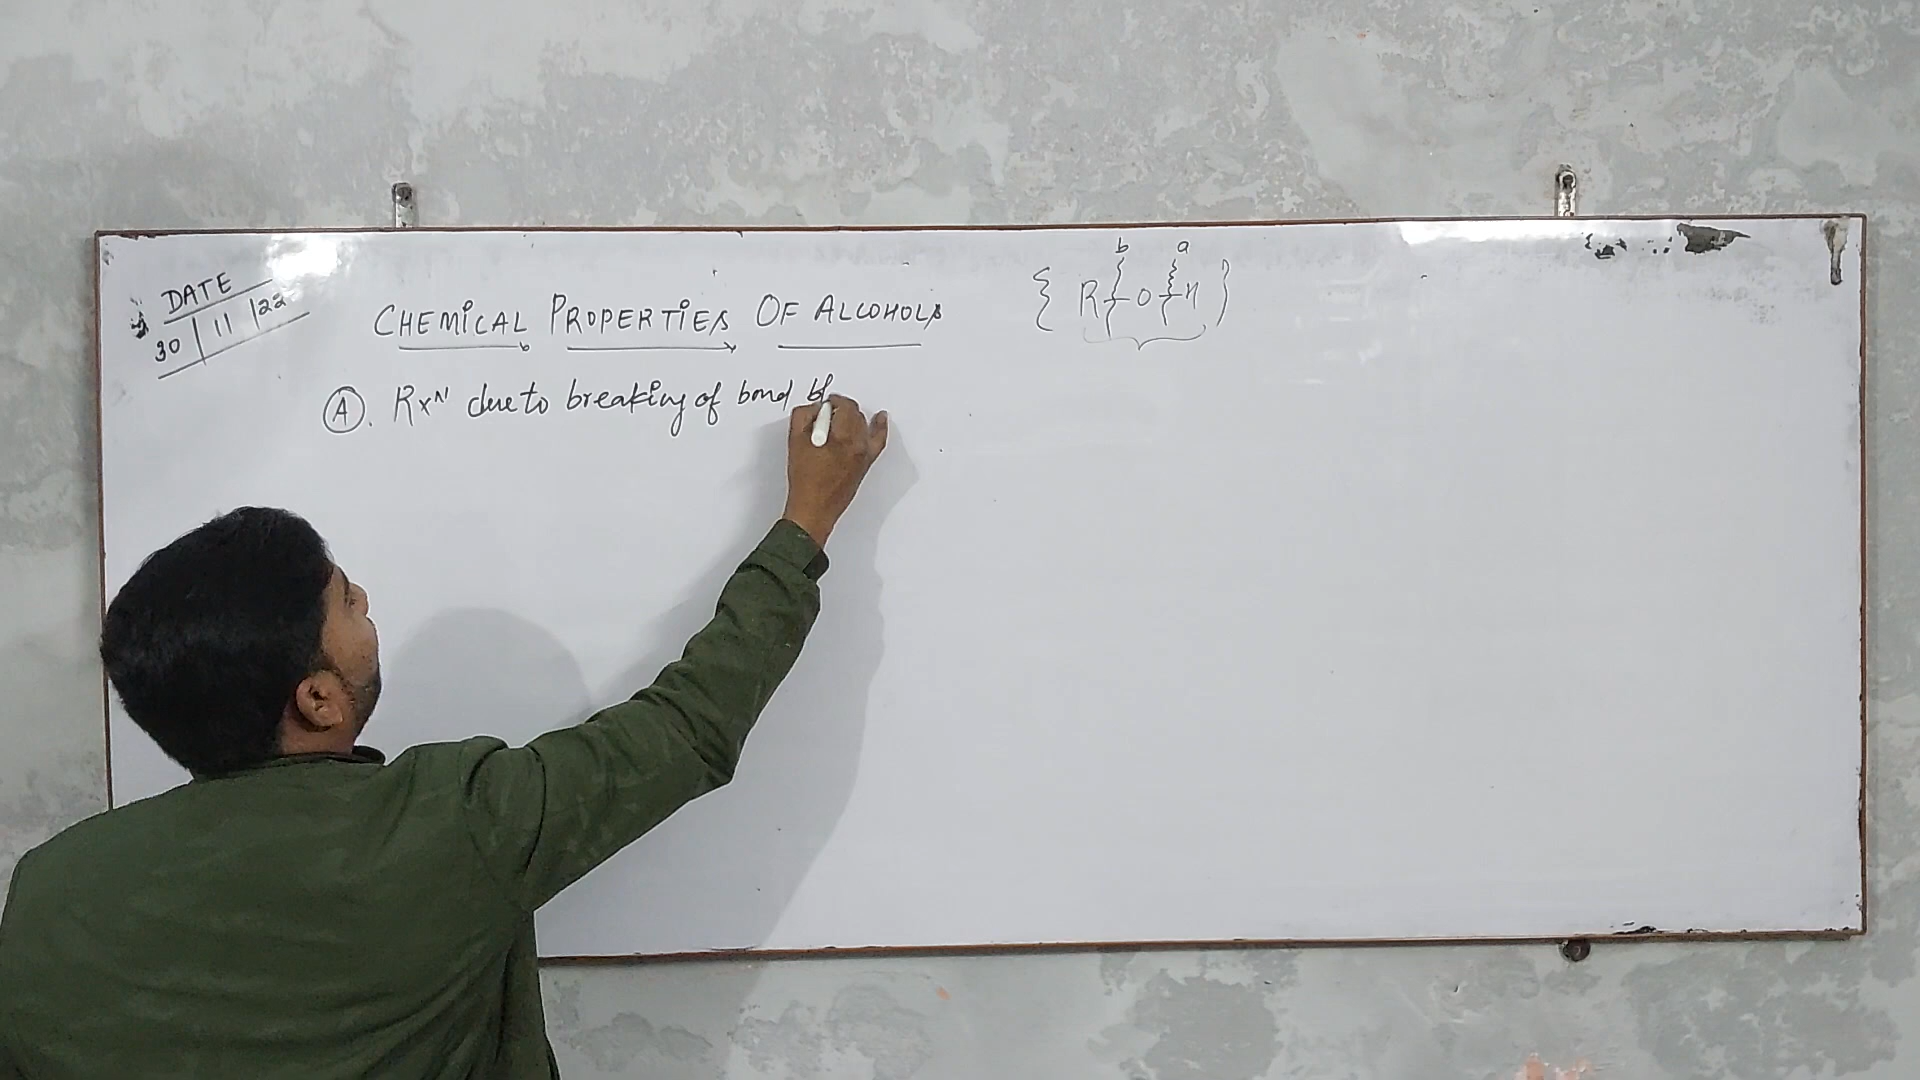 DATE
30 | 11 | 22
CHEMICAL PROPERTIES OF ALCOHOLS
b a
{ R-O-H }
(A). Rxⁿ due to breaking of bond b/